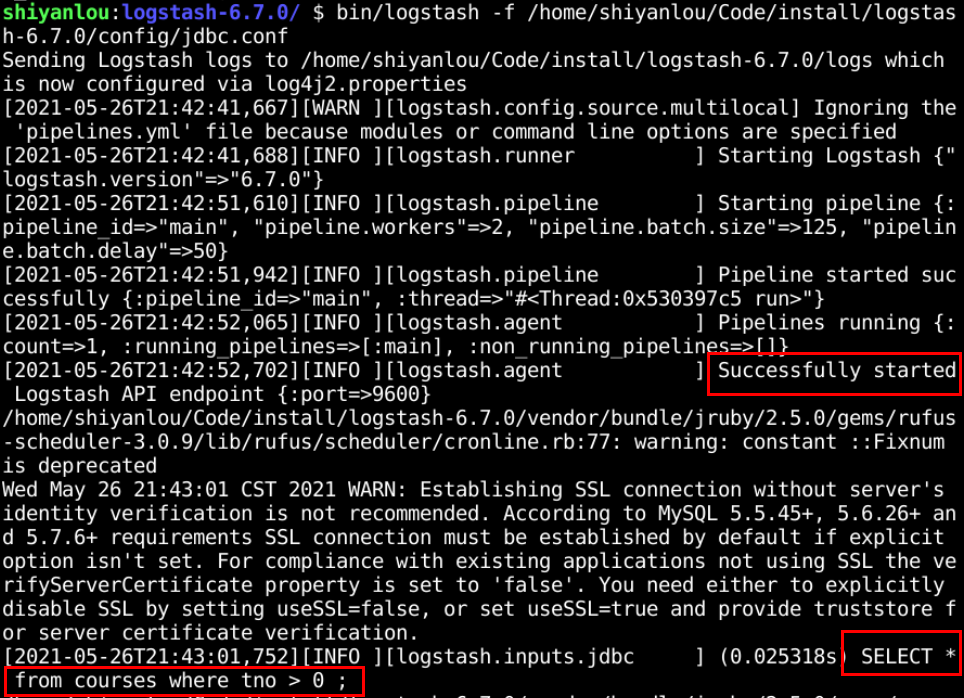 shiyanlou:logstash-6.7.0/ $ bin/logstash -f /home/shiyanlou/Code/install/logstas
h-6.7.0/config/jdbc.conf
Sending Logstash logs to /home/shiyanlou/Code/install/logstash-6.7.0/logs which
is now configured via log4j2.properties
[2021-05-26T21:42:41,667][WARN ][logstash.config.source.multilocal] Ignoring the
 'pipelines.yml' file because modules or command line options are specified
[2021-05-26T21:42:41,688][INFO ][logstash.runner          ] Starting Logstash {"
logstash.version"=>"6.7.0"}
[2021-05-26T21:42:51,610][INFO ][logstash.pipeline        ] Starting pipeline {:
pipeline_id=>"main", "pipeline.workers"=>2, "pipeline.batch.size"=>125, "pipelin
e.batch.delay"=>50}
[2021-05-26T21:42:51,942][INFO ][logstash.pipeline        ] Pipeline started suc
cessfully {:pipeline_id=>"main", :thread=>"#<Thread:0x530397c5 run>"}
[2021-05-26T21:42:52,065][INFO ][logstash.agent           ] Pipelines running {:
count=>1, :running_pipelines=>[:main], :non_running_pipelines=>[]}
[2021-05-26T21:42:52,702][INFO ][logstash.agent           ] Successfully started
 Logstash API endpoint {:port=>9600}
/home/shiyanlou/Code/install/logstash-6.7.0/vendor/bundle/jruby/2.5.0/gems/rufus
-scheduler-3.0.9/lib/rufus/scheduler/cronline.rb:77: warning: constant ::Fixnum
is deprecated
Wed May 26 21:43:01 CST 2021 WARN: Establishing SSL connection without server's
identity verification is not recommended. According to MySQL 5.5.45+, 5.6.26+ an
d 5.7.6+ requirements SSL connection must be established by default if explicit
option isn't set. For compliance with existing applications not using SSL the ve
rifyServerCertificate property is set to 'false'. You need either to explicitly
disable SSL by setting useSSL=false, or set useSSL=true and provide truststore f
or server certificate verification.
[2021-05-26T21:43:01,752][INFO ][logstash.inputs.jdbc     ] (0.025318s) SELECT *
 from courses where tno > 0 ;